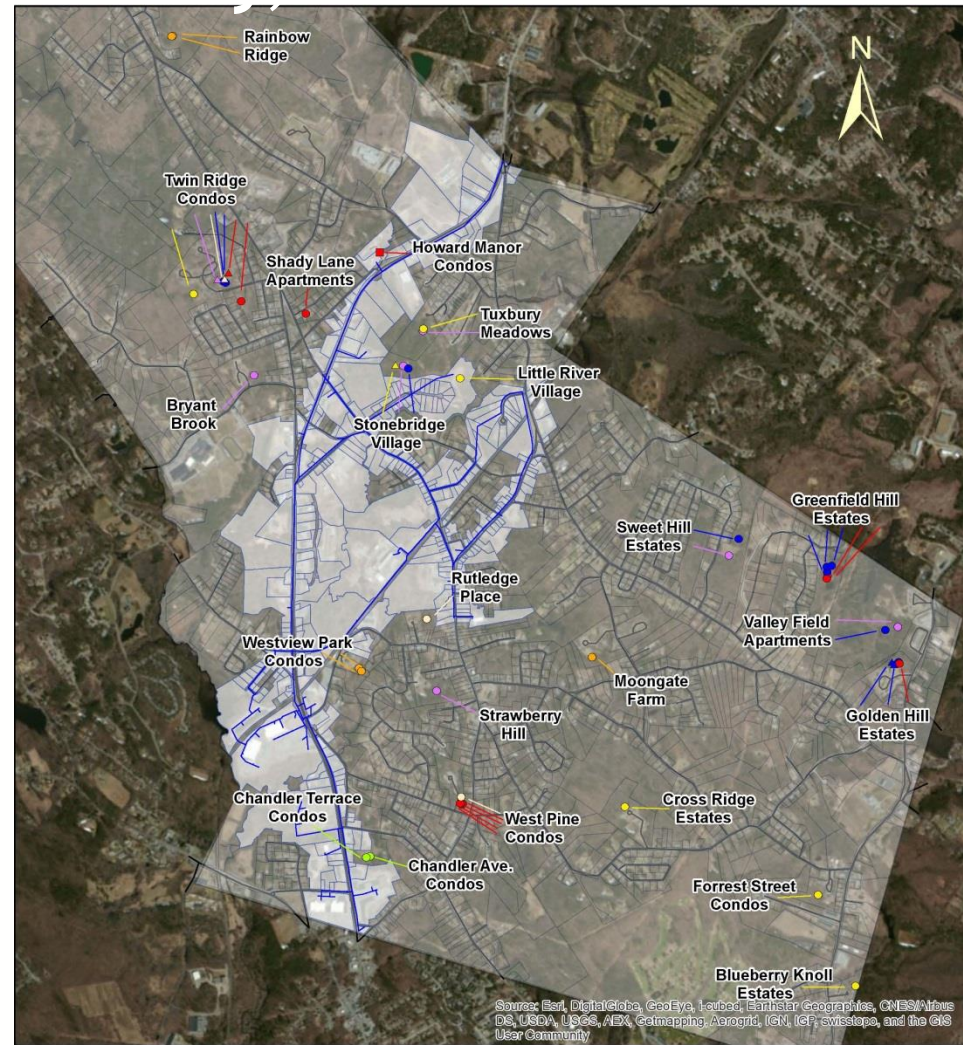 Rainbow
Ridge
N
Twin Ridge
Condos
Howard Manor
Condos
Shady Lane
Apartments
Tuxbury
Meadows
Little River
Village
Bryant
Brook
Stonebridge
Village
Greenfield Hill
Estates
Sweet Hill
Estates
Rutledge
Place
Valley Field
Apartments
Westview Park
Condos
Moongate
Farm
Strawberry
Hill
Golden Hill
Estates
Chandler Terrace
Condos
Cross Ridge
Estates
West Pine
Condos
Chandler Ave.
Condos
Forrest Street
Condos
Blueberry Knoll
Estates
Source: Esri, DigitalGlobe, GeoEye, i-cubed, Earthstar Geographics, CNES/Airbus
DS, USDA, USGS, AEX, Getmapping, Aerogrid, IGN, IGP, swisstopo, and the GIS
User Community